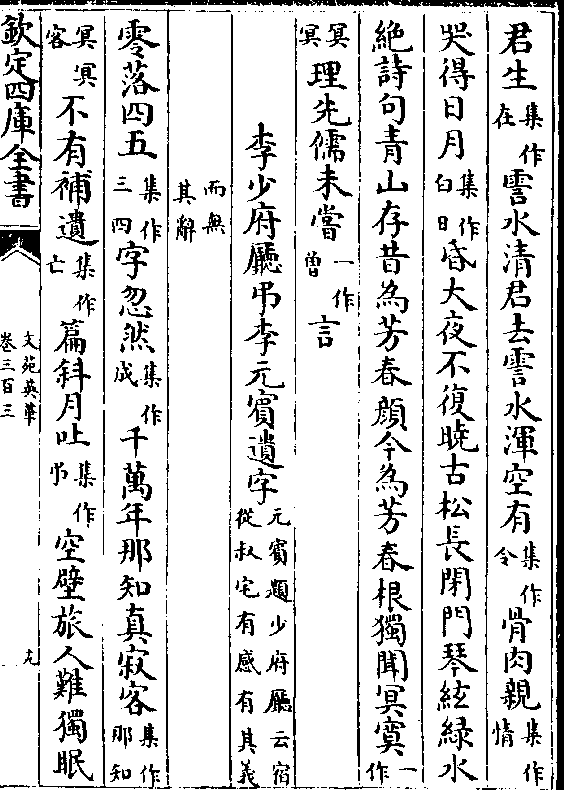 君生集作在霅水清君去霅水渾空有集作令骨肉親集作情
哭得日月集作白日昏大夜不復曉古松長閉門琴絃綠水
絶詩句青山存昔為芳春顔今為芳春根獨聞冥寞一作
冥冥理先儒未嘗一作曽言
李少府廳弔李元賓遺字元賓題少府廳云宿從叔宅有感有其義
而無其辭
零落四五集作三四字忽然集作成千萬年那知真寂客集作那知
冥冥客不有補遺集作亡篇斜月吐集作弔空壁旅人難獨眠
欽定四庫全書
文苑英華
卷三百三
九